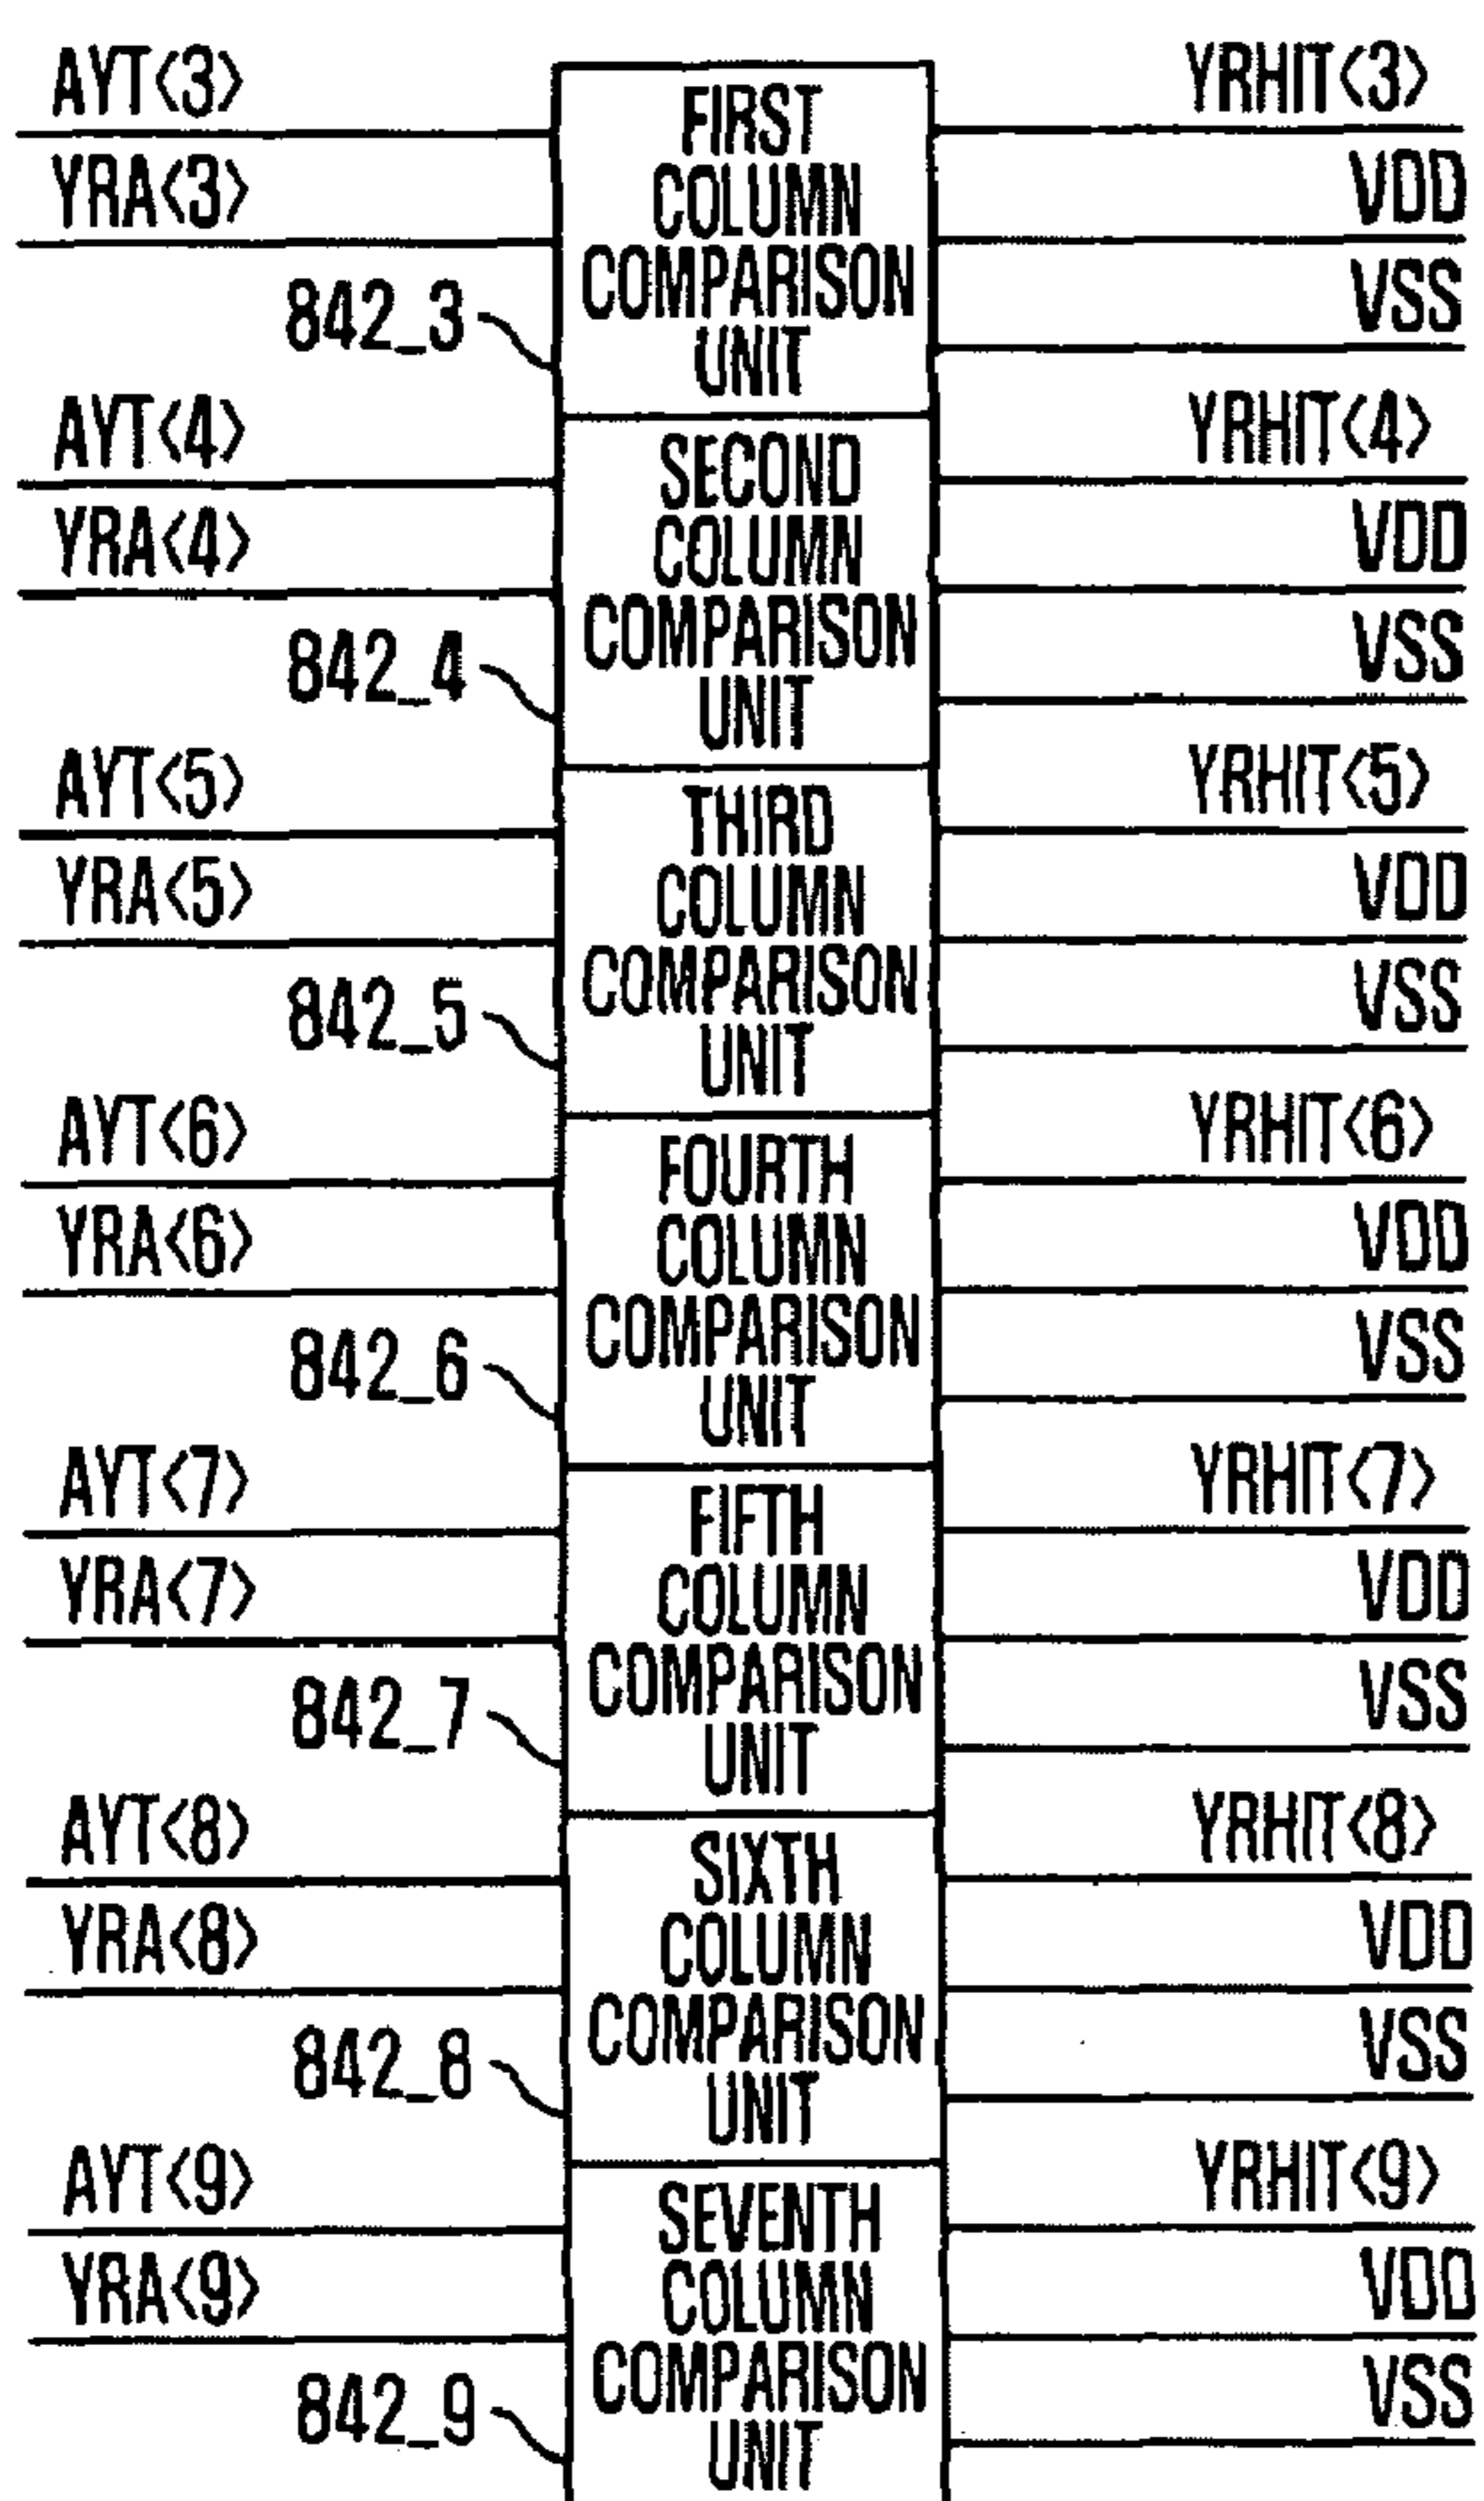 AYT<3>
YRA<3>
842_3
FIRST
COLUMN
COMPARISON
UNIT
YRHIT<3>
VDD
VSS
AYT<4>
YRA<4>
842_4
SECOND
COLUMN
COMPARISON
UNIT
YRHIT<4>
VDD
VSS
AYT<5>
YRA<5>
842_5
THIRD
COLUMN
COMPARISON
UNIT
YRHIT<5>
VDD
VSS
AYT<6>
YRA<6>
842_6
FOURTH
COLUMN
COMPARISON
UNIT
YRHIT<6>
VDD
VSS
AYT<7>
YRA<7>
842_7
FIFTH
COLUMN
COMPARISON
UNIT
YRHIT<7>
VDD
VSS
AYT<8>
YRA<8>
842_8
SIXTH
COLUMN
COMPARISON
UNIT
YRHIT<8>
VDD
VSS
AYT<9>
YRA<9>
842_9
SEVENTH
COLUMN
COMPARISON
UNIT
YRHIT<9>
VDD
VSS